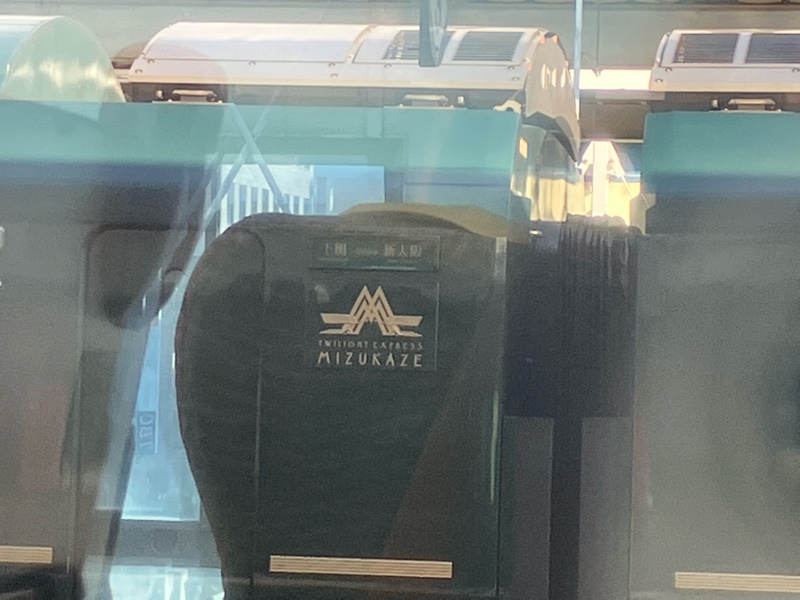 下関 新大阪
TWILIGHT EXPRESS
MIZUKAZE